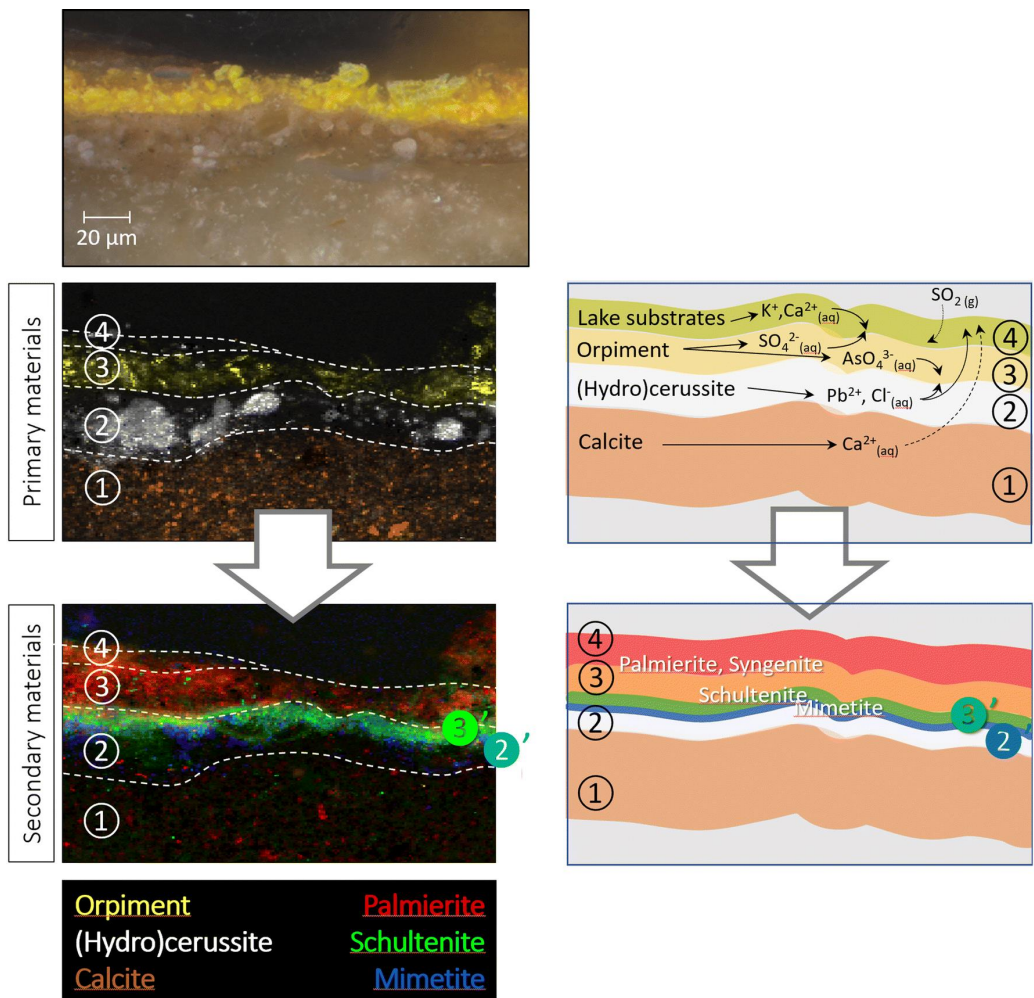 20 µm
Primary materials
④
③
②
①
Lake substrates
K⁺,Ca²⁺(aq)
SO₂ (g)
④
Orpiment
SO₄²⁻(aq)
AsO₄³⁻(aq)
③
(Hydro)cerussite
Pb²⁺, Cl⁻(aq)
②
Calcite
Ca²⁺(aq)
①
Secondary materials
④
③
3’
②
2’
①
④
Palmierite, Syngenite
③
Schultenite
Mimetite
3’
②
2’
①
Orpiment
Palmierite
(Hydro)cerussite
Schultenite
Calcite
Mimetite